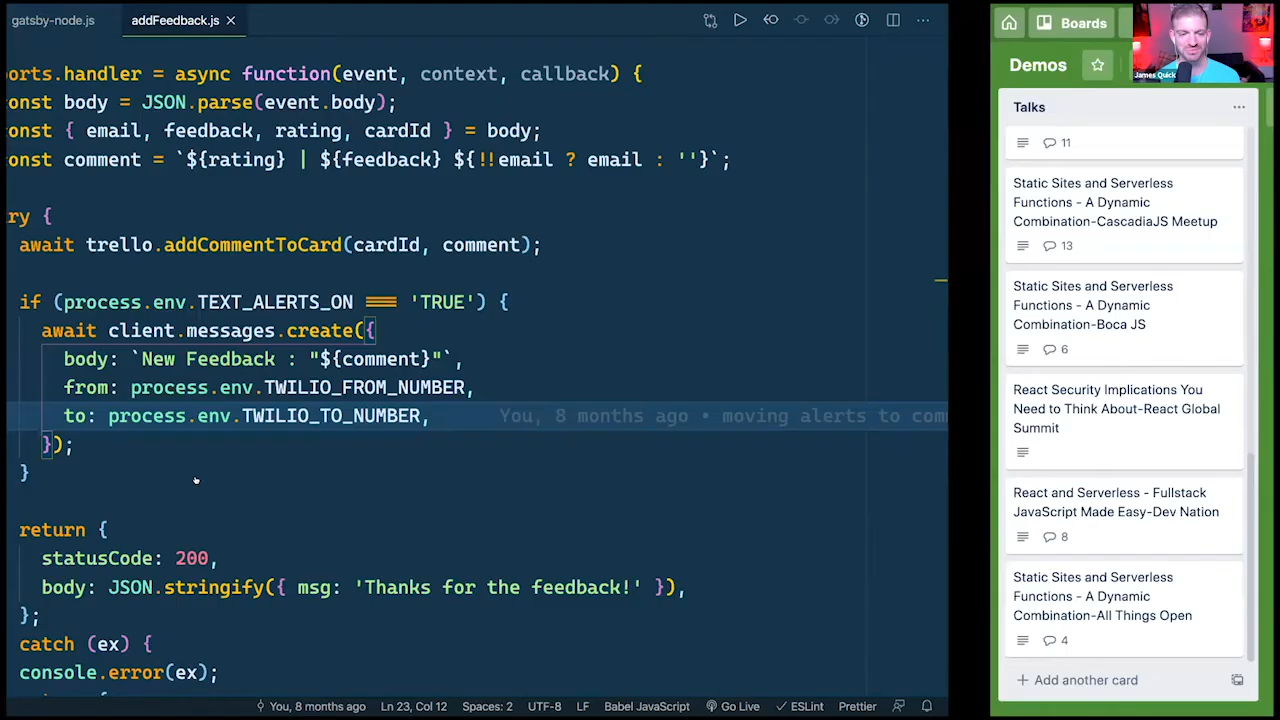 gatsby-node.js
addFeedback.js
ports.handler = async function(event, context, callback) {
onst body = JSON.parse(event.body);
onst { email, feedback, rating, cardId } = body;
onst comment = `${rating} | ${feedback} ${!!email ? email : ''}`;
ry {
await trello.addCommentToCard(cardId, comment);
if (process.env.TEXT_ALERTS_ON === 'TRUE') {
await client.messages.create({
body: `New Feedback : "${comment}"`,
from: process.env.TWILIO_FROM_NUMBER,
to: process.env.TWILIO_TO_NUMBER, You, 8 months ago • moving alerts to com
});
}
return {
statusCode: 200,
body: JSON.stringify({ msg: 'Thanks for the feedback!' }),
};
catch (ex) {
console.error(ex);
You, 8 months ago
Ln 23, Col 12
Spaces: 2
UTF-8
LF
Babel JavaScript
Go Live
ESLint
Prettier
Boards
James Quick
Demos
Talks
11
Static Sites and Serverless
Functions - A Dynamic
Combination-CascadiaJS Meetup
13
Static Sites and Serverless
Functions - A Dynamic
Combination-Boca JS
6
React Security Implications You
Need to Think About-React Global
Summit
React and Serverless - Fullstack
JavaScript Made Easy-Dev Nation
8
Static Sites and Serverless
Functions - A Dynamic
Combination-All Things Open
4
Add another card